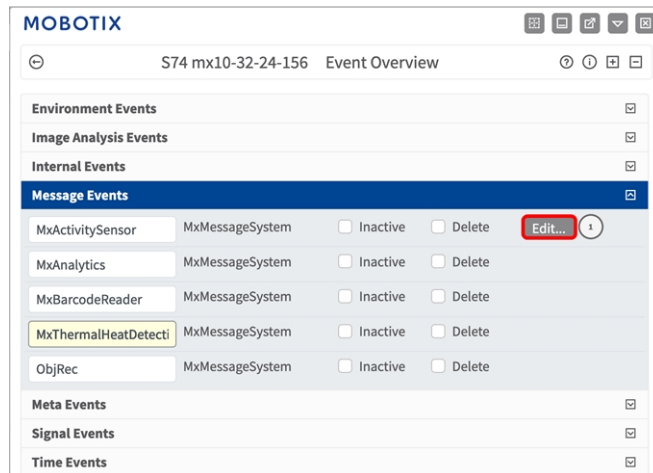 MOBOTIX
S74 mx10-32-24-156 Event Overview
Environment Events
Image Analysis Events
Internal Events
Message Events
MxActivitySensor MxMessageSystem Inactive Delete Edit... 1
MxAnalytics MxMessageSystem Inactive Delete
MxBarcodeReader MxMessageSystem Inactive Delete
MxThermalHeatDetecti MxMessageSystem Inactive Delete
ObjRec MxMessageSystem Inactive Delete
Meta Events
Signal Events
Time Events